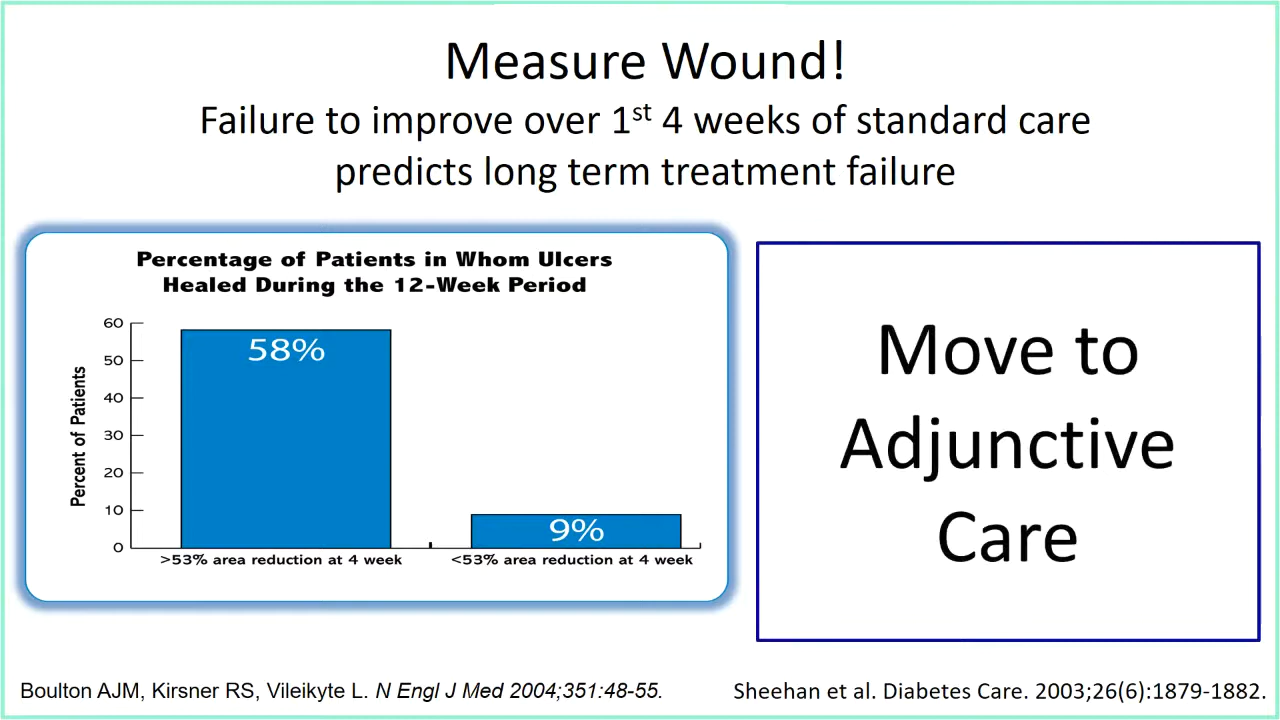 Measure Wound!
Failure to improve over 1st 4 weeks of standard care
predicts long term treatment failure
Percentage of Patients in Whom Ulcers
Healed During the 12-Week Period
Percent of Patients
60
50
40
30
20
10
0
58%
9%
>53% area reduction at 4 week
<53% area reduction at 4 week
Move to
Adjunctive
Care
Boulton AJM, Kirsner RS, Vileikyte L. N Engl J Med 2004;351:48-55.
Sheehan et al. Diabetes Care. 2003;26(6):1879-1882.